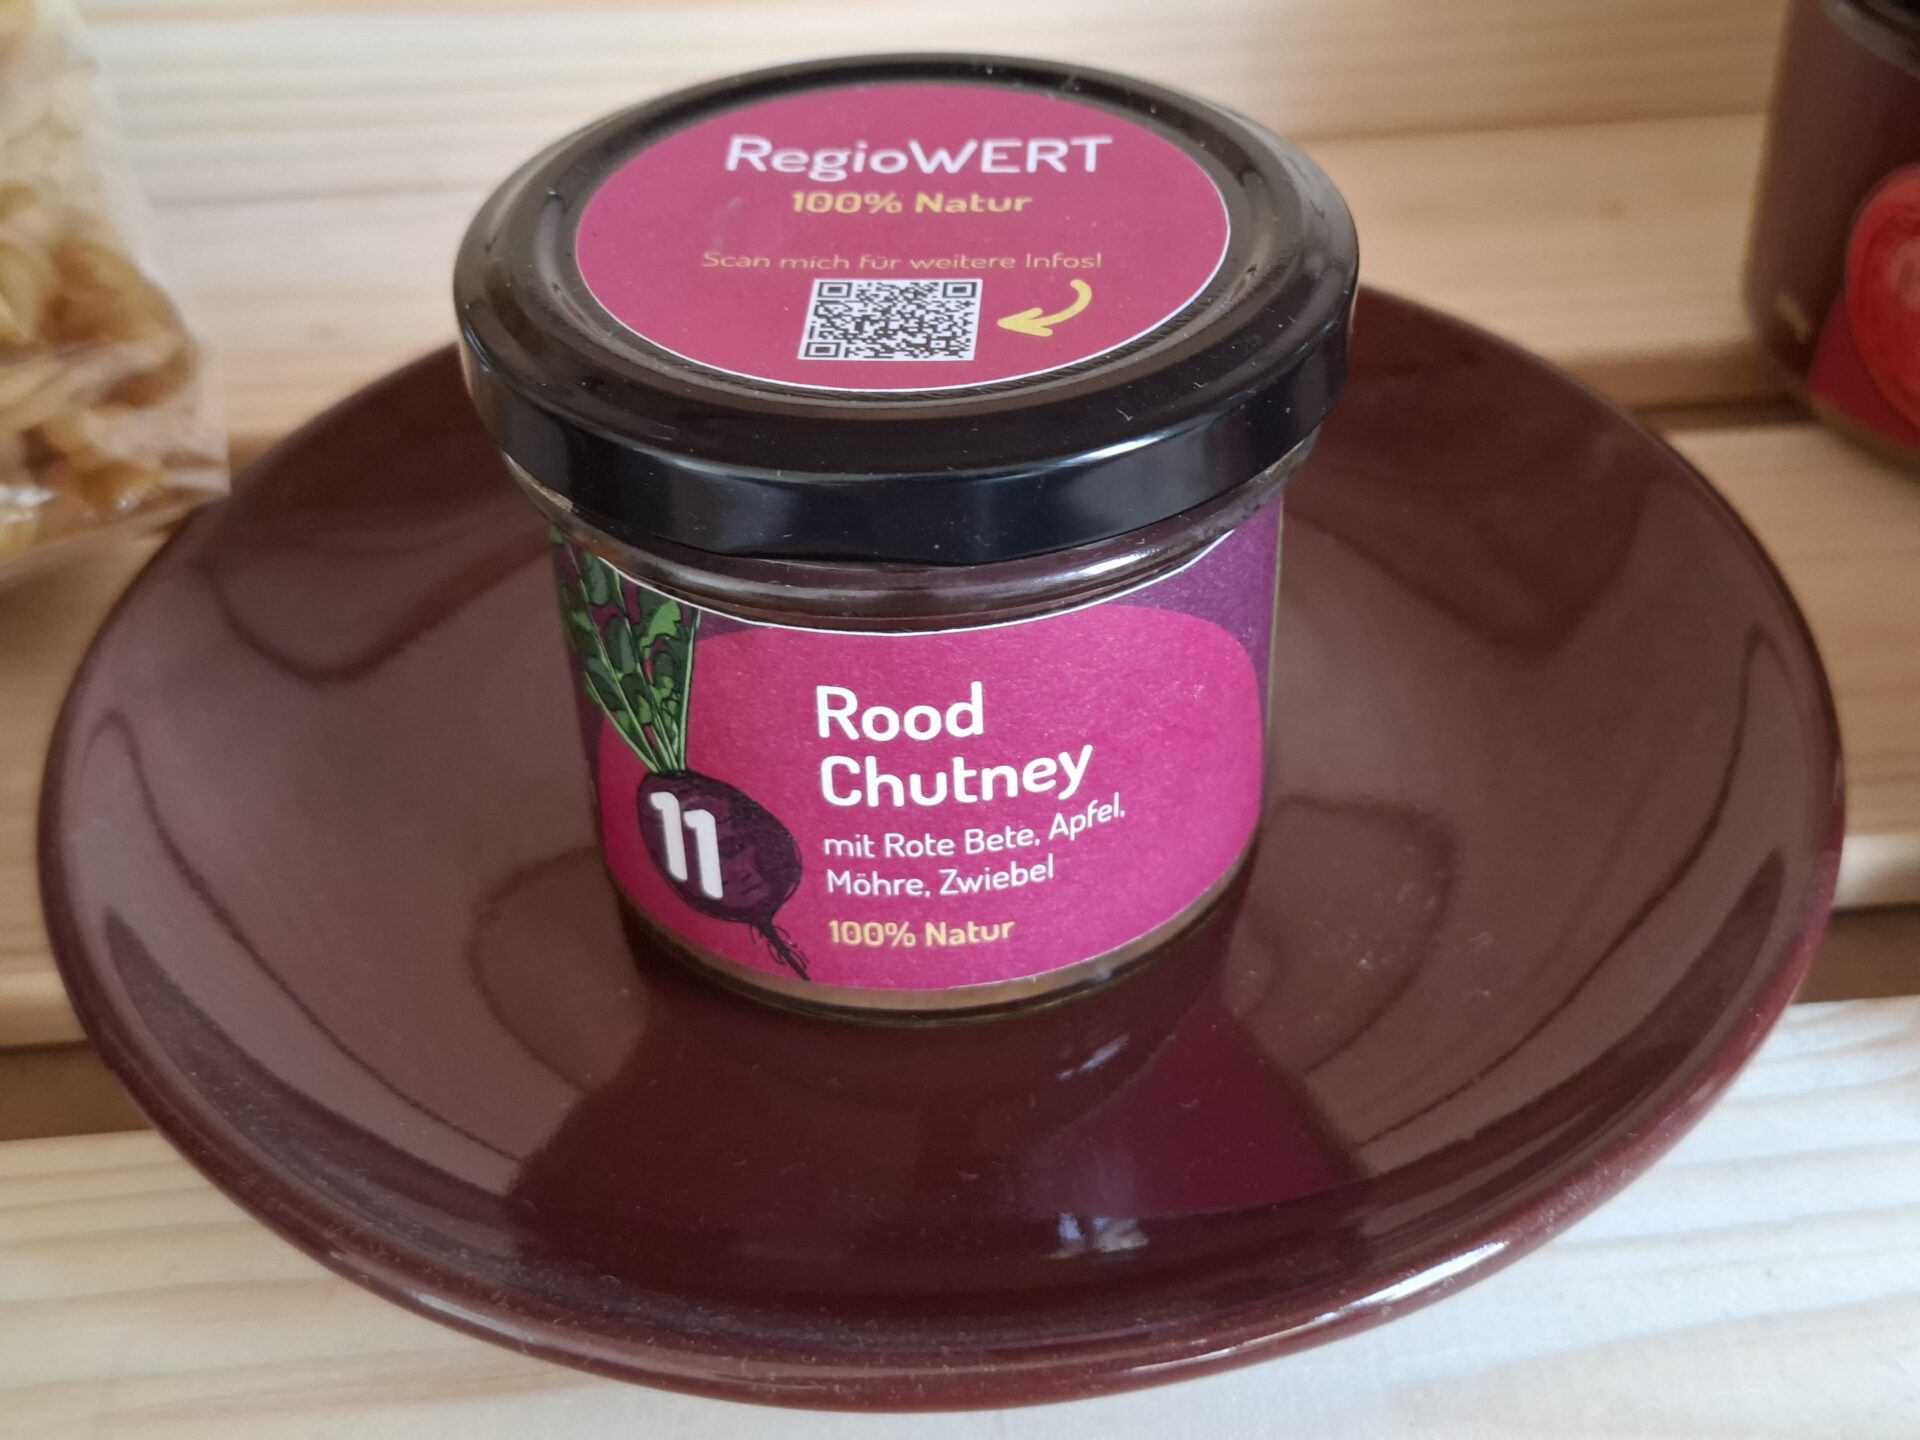 RegioWERT
100% Natur
Scan mich für weitere Infos!
Rood
Chutney
11
mit Rote Bete, Apfel,
Möhre, Zwiebel
100% Natur